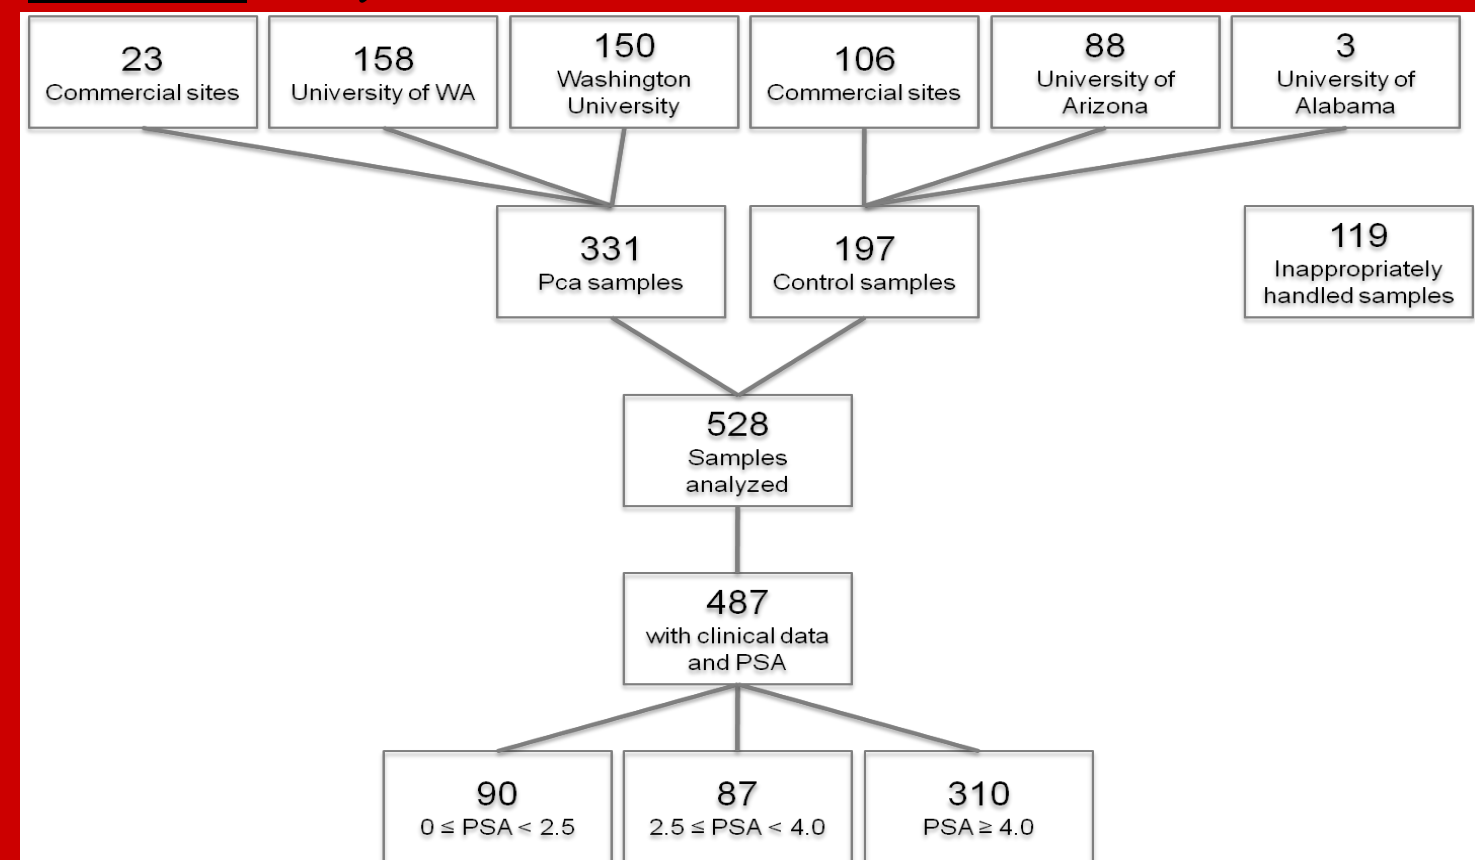 23
Commercial sites
158
University of WA
150
Washington
University
106
Commercial sites
88
University of
Arizona
3
University of
Alabama
331
Pca samples
197
Control samples
119
Inappropriately
handled samples
528
Samples
analyzed
487
with clinical data
and PSA
90
0 ≤ PSA < 2.5
87
2.5 ≤ PSA < 4.0
310
PSA ≥ 4.0